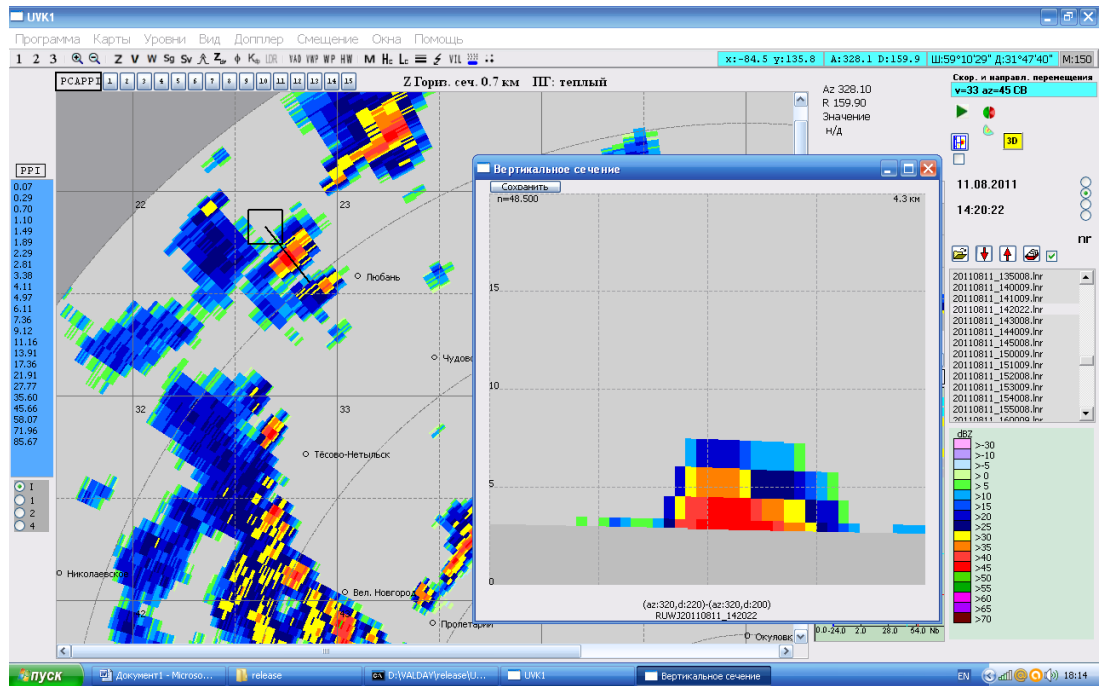 UVK1
Программа Карты Уровни Вид Допплер Смещение Окна Помощь
1 2 3 Z V W Sg Sv LDR VAD VWP WP HW M VIL
x:-84.5 y:135.8 A:328.1 D:159.9 Ш:59°10'29" Д:31°47'40" M:150
PCAPPI 1 2 3 4 5 6 7 8 9 10 11 12 13 14 15 Z Гориз. сеч. 0.7 км ПГ: теплый
Az 328.10
R 159.90
Значение
н/д
Скор. и направл. перемещения
v=33 az=45 СВ
3D
11.08.2011
14:20:22
nr
PPI
0.07
0.29
0.70
1.10
1.49
1.89
2.29
2.81
3.38
4.11
4.97
6.11
7.36
9.12
11.16
13.91
17.36
21.91
27.77
35.60
45.66
58.07
71.96
85.67
I
1
2
4
22
23
Любань
Чудово
32
33
Тёсово-Нетыльск
Николаевское
42
Вел. Новгород
Пролетарий
Окуловк
Вертикальное сечение
Сохранить
n=48.500
4.3 км
15
10
5
0
(az:320,d:220)-(az:320,d:200)
RUWJ20110811_142022
20110811_135008.lnr
20110811_140009.lnr
20110811_141009.lnr
20110811_142022.lnr
20110811_143008.lnr
20110811_144009.lnr
20110811_145008.lnr
20110811_150009.lnr
20110811_151009.lnr
20110811_152008.lnr
20110811_153009.lnr
20110811_154008.lnr
20110811_155008.lnr
20110811_160009.lnr
dBZ
>-30
>-10
>-5
> 0
> 5
>10
>15
>20
>25
>30
>35
>40
>45
>50
>55
>60
>65
>70
0.0-24.0 2.0 28.0 54.0 Nb
пуск
Документ1 - Microso...
release
D:\VALDAY\release\U...
UVK1
Вертикальное сечение
EN
18:14